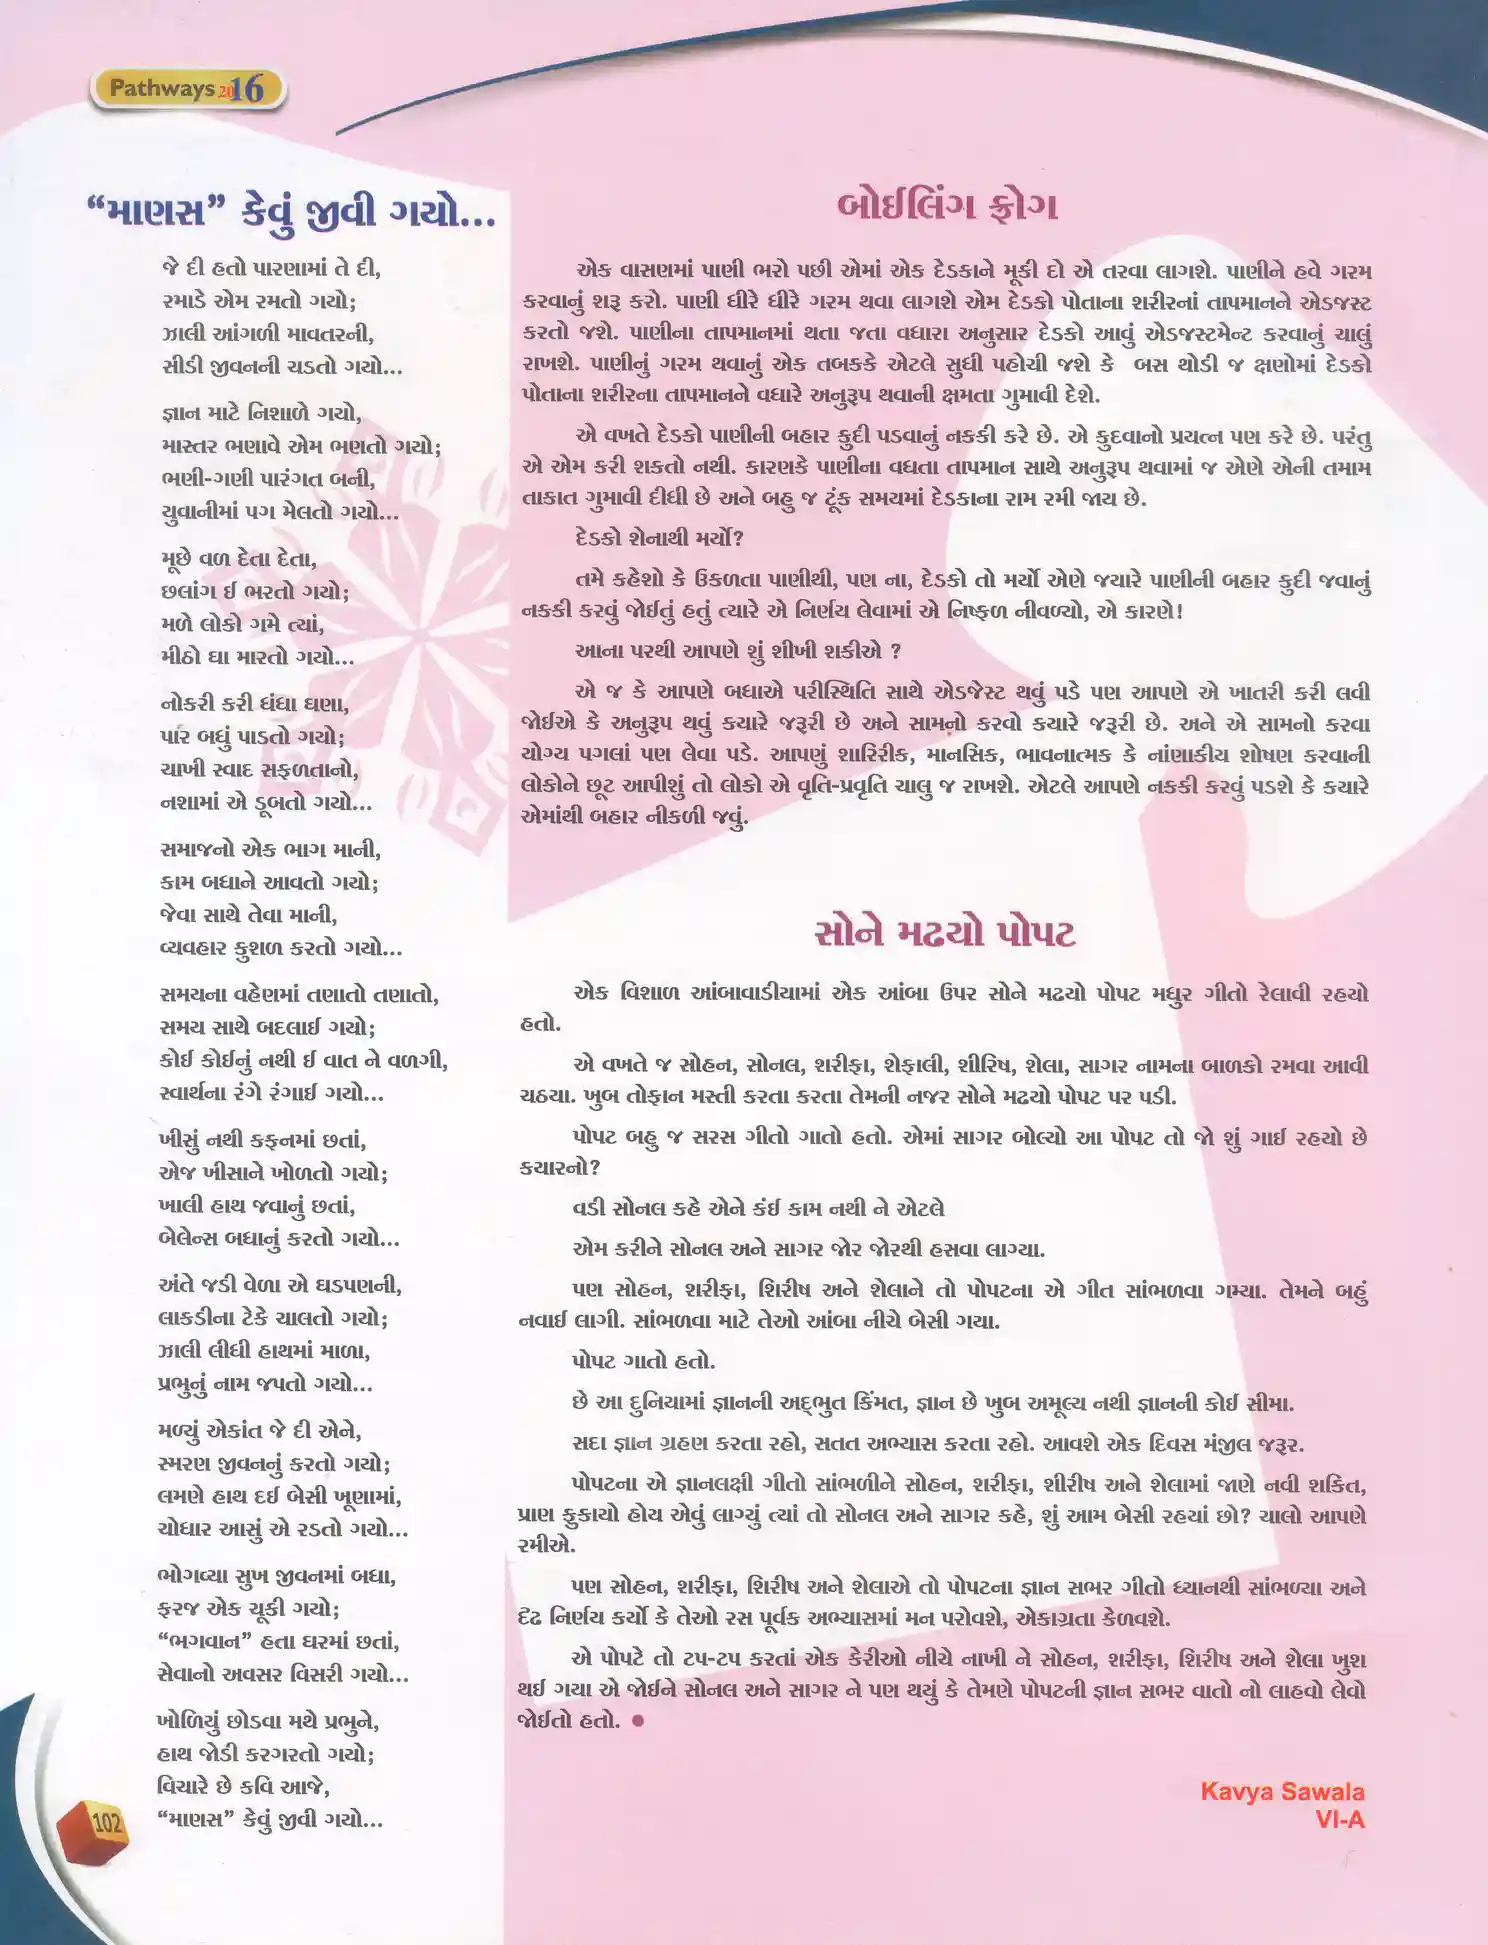 Pathways 2016
“માણસ” કેવું જીવી ગયો...
જે દી હતો પારણામાં તે દી,
રમાડે એમ રમતો ગયો;
ઝાલી આંગળી માવતરની,
સીડી જીવનની ચડતો ગયો...
જ્ઞાન માટે નિશાળે ગયો,
માસ્તર ભણાવે એમ ભણતો ગયો;
ભણી-ગણી પારંગત બની,
યુવાનીમાં પગ મેલતો ગયો...
મૂછે વળ દેતા દેતા,
છલાંગ ઈ ભરતો ગયો;
મળે લોકો ગમે ત્યાં,
મીઠો ઘા મારતો ગયો...
નોકરી કરી ધંધા ઘણા,
પાર બધું પાડતો ગયો;
ચાખી સ્વાદ સફળતાનો,
નશામાં એ ડૂબતો ગયો...
સમાજનો એક ભાગ માની,
કામ બધાને આવતો ગયો;
જેવા સાથે તેવા માની,
વ્યવહાર કુશળ કરતો ગયો...
સમયના વહેણમાં તણાતો તણાતો,
સમય સાથે બદલાઈ ગયો;
કોઈ કોઈનું નથી ઈ વાત ને વળગી,
સ્વાર્થના રંગે રંગાઈ ગયો...
ખીસું નથી કફનમાં છતાં,
એજ ખીસાને ખોળતો ગયો;
ખાલી હાથ જવાનું છતાં,
બેલેન્સ બધાનું કરતો ગયો...
અંતે જડી વેળા એ ઘડપણની,
લાકડીના ટેકે ચાલતો ગયો;
ઝાલી લીધી હાથમાં માળા,
પ્રભુનું નામ જપતો ગયો...
મળ્યું એકાંત જે દી એને,
સ્મરણ જીવનનું કરતો ગયો;
લમણે હાથ દઈ બેસી ખૂણામાં,
ચોધાર આસું એ રડતો ગયો...
ભોગવ્યા સુખ જીવનમાં બધા,
ફરજ એક ચૂકી ગયો;
“ભગવાન” હતા ઘરમાં છતાં,
સેવાનો અવસર વિસરી ગયો...
ખોળિયું છોડવા મથે પ્રભુને,
હાથ જોડી કરગરતો ગયો;
વિચારે છે કવિ આજે,
“માણસ” કેવું જીવી ગયો...
102
બોઈલિંગ ફ્રોગ
એક વાસણમાં પાણી ભરો પછી એમાં એક દેડકાને મૂકી દો એ તરવા લાગશે. પાણીને હવે ગરમ
કરવાનું શરૂ કરો. પાણી ધીરે ધીરે ગરમ થવા લાગશે એમ દેડકો પોતાના શરીરનાં તાપમાનને એડજસ્ટ
કરતો જશે. પાણીના તાપમાનમાં થતા જતા વધારા અનુસાર દેડકો આવું એડજસ્ટમેન્ટ કરવાનું ચાલું
રાખશે. પાણીનું ગરમ થવાનું એક તબક્કે એટલે સુધી પહોચી જશે કે બસ થોડી જ ક્ષણોમાં દેડકો
પોતાના શરીરના તાપમાનને વધારે અનુરૂપ થવાની ક્ષમતા ગુમાવી દેશે.
એ વખતે દેડકો પાણીની બહાર કુદી પડવાનું નક્કી કરે છે. એ કુદવાનો પ્રયત્ન પણ કરે છે. પરંતુ
એ એમ કરી શકતો નથી. કારણકે પાણીના વધતા તાપમાન સાથે અનુરૂપ થવામાં જ એણે એની તમામ
તાકાત ગુમાવી દીધી છે અને બહુ જ ટૂંક સમયમાં દેડકાના રામ રમી જાય છે.
દેડકો શેનાથી મર્યો?
તમે કહેશો કે ઉકળતા પાણીથી, પણ ના, દેડકો તો મર્યો એણે જ્યારે પાણીની બહાર કુદી જવાનું
નક્કી કરવું જોઈતું હતું ત્યારે એ નિર્ણય લેવામાં એ નિષ્ફળ નીવળ્યો, એ કારણે!
આના પરથી આપણે શું શીખી શકીએ ?
એ જ કે આપણે બધાએ પરીસ્થિતિ સાથે એડજેસ્ટ થવું પડે પણ આપણે એ ખાતરી કરી લવી
જોઈએ કે અનુરૂપ થવું કયારે જરૂરી છે અને સામનો કરવો કયારે જરૂરી છે. અને એ સામનો કરવા
યોગ્ય પગલાં પણ લેવા પડે. આપણું શારિરીક, માનસિક, ભાવનાત્મક કે નાંણાકીય શોષણ કરવાની
લોકોને છૂટ આપીશું તો લોકો એ વૃતિ-પ્રવૃતિ ચાલુ જ રાખશે. એટલે આપણે નક્કી કરવું પડશે કે કયારે
એમાંથી બહાર નીકળી જવું.
સોને મઢયો પોપટ
એક વિશાળ આંબાવાડીયામાં એક આંબા ઉપર સોને મઢયો પોપટ મધુર ગીતો રેલાવી રહયો
હતો.
એ વખતે જ સોહન, સોનલ, શરીફા, શેફાલી, શીરિષ, શેલા, સાગર નામના બાળકો રમવા આવી
ચઠયા. ખુબ તોફાન મસ્તી કરતા કરતા તેમની નજર સોને મઢયો પોપટ પર પડી.
પોપટ બહુ જ સરસ ગીતો ગાતો હતો. એમાં સાગર બોલ્યો આ પોપટ તો જો શું ગાઈ રહયો છે
કયારનો?
વડી સોનલ કહે એને કંઈ કામ નથી ને એટલે
એમ કરીને સોનલ અને સાગર જોર જોરથી હસવા લાગ્યા.
પણ સોહન, શરીફા, શિરીષ અને શેલાને તો પોપટના એ ગીત સાંભળવા ગમ્યા. તેમને બહું
નવાઈ લાગી. સાંભળવા માટે તેઓ આંબા નીચે બેસી ગયા.
પોપટ ગાતો હતો.
છે આ દુનિયામાં જ્ઞાનની અદ્ભુત કિંમત, જ્ઞાન છે ખુબ અમૂલ્ય નથી જ્ઞાનની કોઈ સીમા.
સદા જ્ઞાન ગ્રહણ કરતા રહો, સતત અભ્યાસ કરતા રહો. આવશે એક દિવસ મંજીલ જરૂર.
પોપટના એ જ્ઞાનલક્ષી ગીતો સાંભળીને સોહન, શરીફા, શીરીષ અને શેલામાં જાણે નવી શકિત,
પ્રાણ ફુકાયો હોય એવું લાગ્યું ત્યાં તો સોનલ અને સાગર કહે, શું આમ બેસી રહયાં છો? ચાલો આપણે
રમીએ.
પણ સોહન, શરીફા, શિરીષ અને શેલાએ તો પોપટના જ્ઞાન સભર ગીતો ધ્યાનથી સાંભળ્યા અને
દૃઢ નિર્ણય કર્યો કે તેઓ રસ પૂર્વક અભ્યાસમાં મન પરોવશે, એકાગ્રતા કેળવશે.
એ પોપટે તો ટપ-ટપ કરતાં એક કેરીઓ નીચે નાખી ને સોહન, શરીફા, શિરીષ અને શેલા ખુશ
થઈ ગયા એ જોઈને સોનલ અને સાગર ને પણ થયું કે તેમણે પોપટની જ્ઞાન સભર વાતો નો લાહવો લેવો
જોઈતો હતો. ●
Kavya Sawala
VI-A